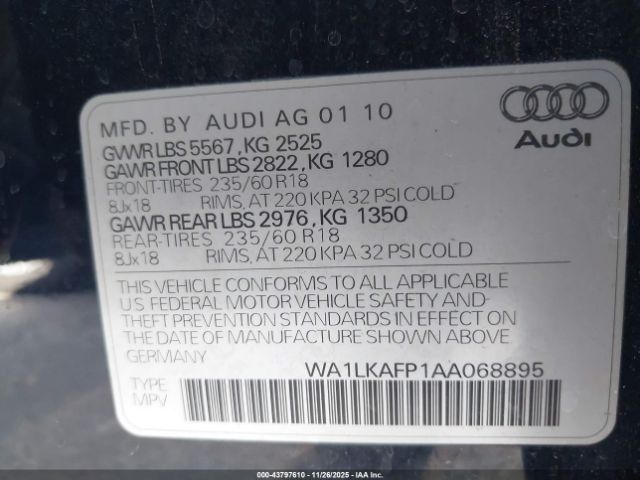 MFD. BY AUDI AG 01 10
GVWR LBS 5567, KG 2525
GAWR FRONT LBS 2822, KG 1280
FRONT-TIRES 235/60 R18
8Jx18 RIMS, AT 220 KPA 32 PSI COLD
GAWR REAR LBS 2976, KG 1350
REAR-TIRES 235/60 R18
8Jx18 RIMS, AT 220 KPA 32 PSI COLD
Audi
THIS VEHICLE CONFORMS TO ALL APPLICABLE
U.S FEDERAL MOTOR VEHICLE SAFETY AND
THEFT PREVENTION STANDARDS IN EFFECT ON
THE DATE OF MANUFACTURE SHOWN ABOVE
GERMANY
WA1LKAFP1AA068895
TYPE
MPV
000-43797610 - 11/26/2025 - IAAI.com